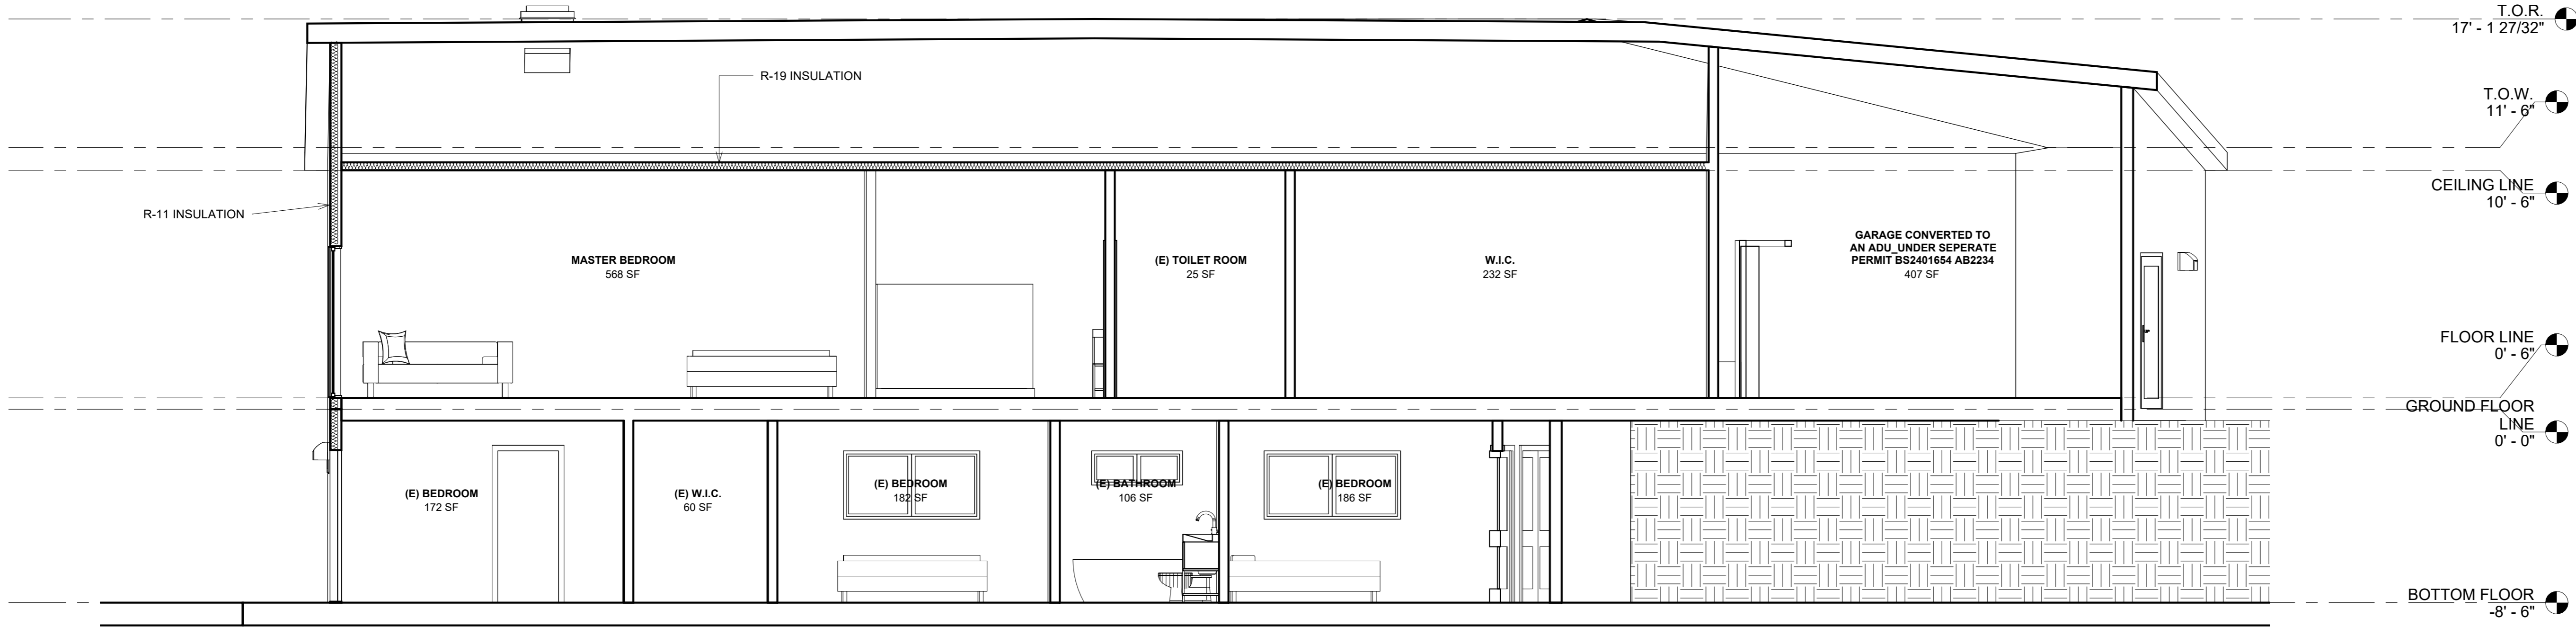 T.O.R.
17' - 1 27/32"
R-19 INSULATION
T.O.W.
11' - 6"
CEILING LINE
10' - 6"
R-11 INSULATION
MASTER BEDROOM
568 SF
(E) TOILET ROOM
25 SF
W.I.C.
232 SF
GARAGE CONVERTED TO
AN ADU_UNDER SEPERATE
PERMIT BS2401654 AB2234
407 SF
FLOOR LINE
0' - 6"
GROUND FLOOR
LINE
0' - 0"
(E) BEDROOM
172 SF
(E) W.I.C.
60 SF
(E) BEDROOM
182 SF
(E) BATHROOM
106 SF
(E) BEDROOM
186 SF
BOTTOM FLOOR
-8' - 6"